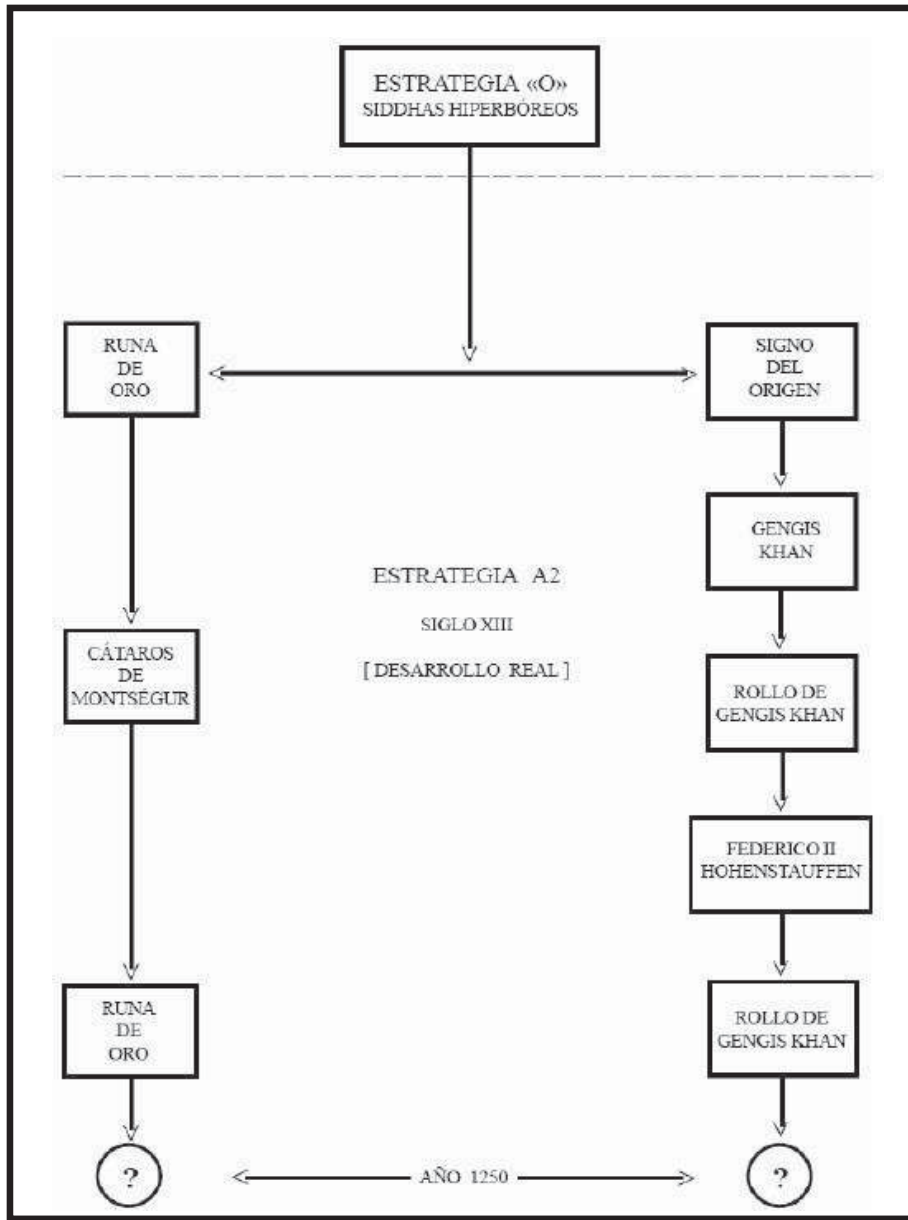 ESTRATEGIA «O»
SIDDHAS HIPERBÓREOS
RUNA
DE
ORO
SIGNO
DEL
ORIGEN
GENGIS
KHAN
ESTRATEGIA A2
SIGLO XIII
[ DESARROLLO REAL ]
CÁTAROS
DE
MONTSÉGUR
ROLLO DE
GENGIS KHAN
FEDERICO II
HOHENSTAUFFEN
RUNA
DE
ORO
ROLLO DE
GENGIS KHAN
?
AÑO 1250
?